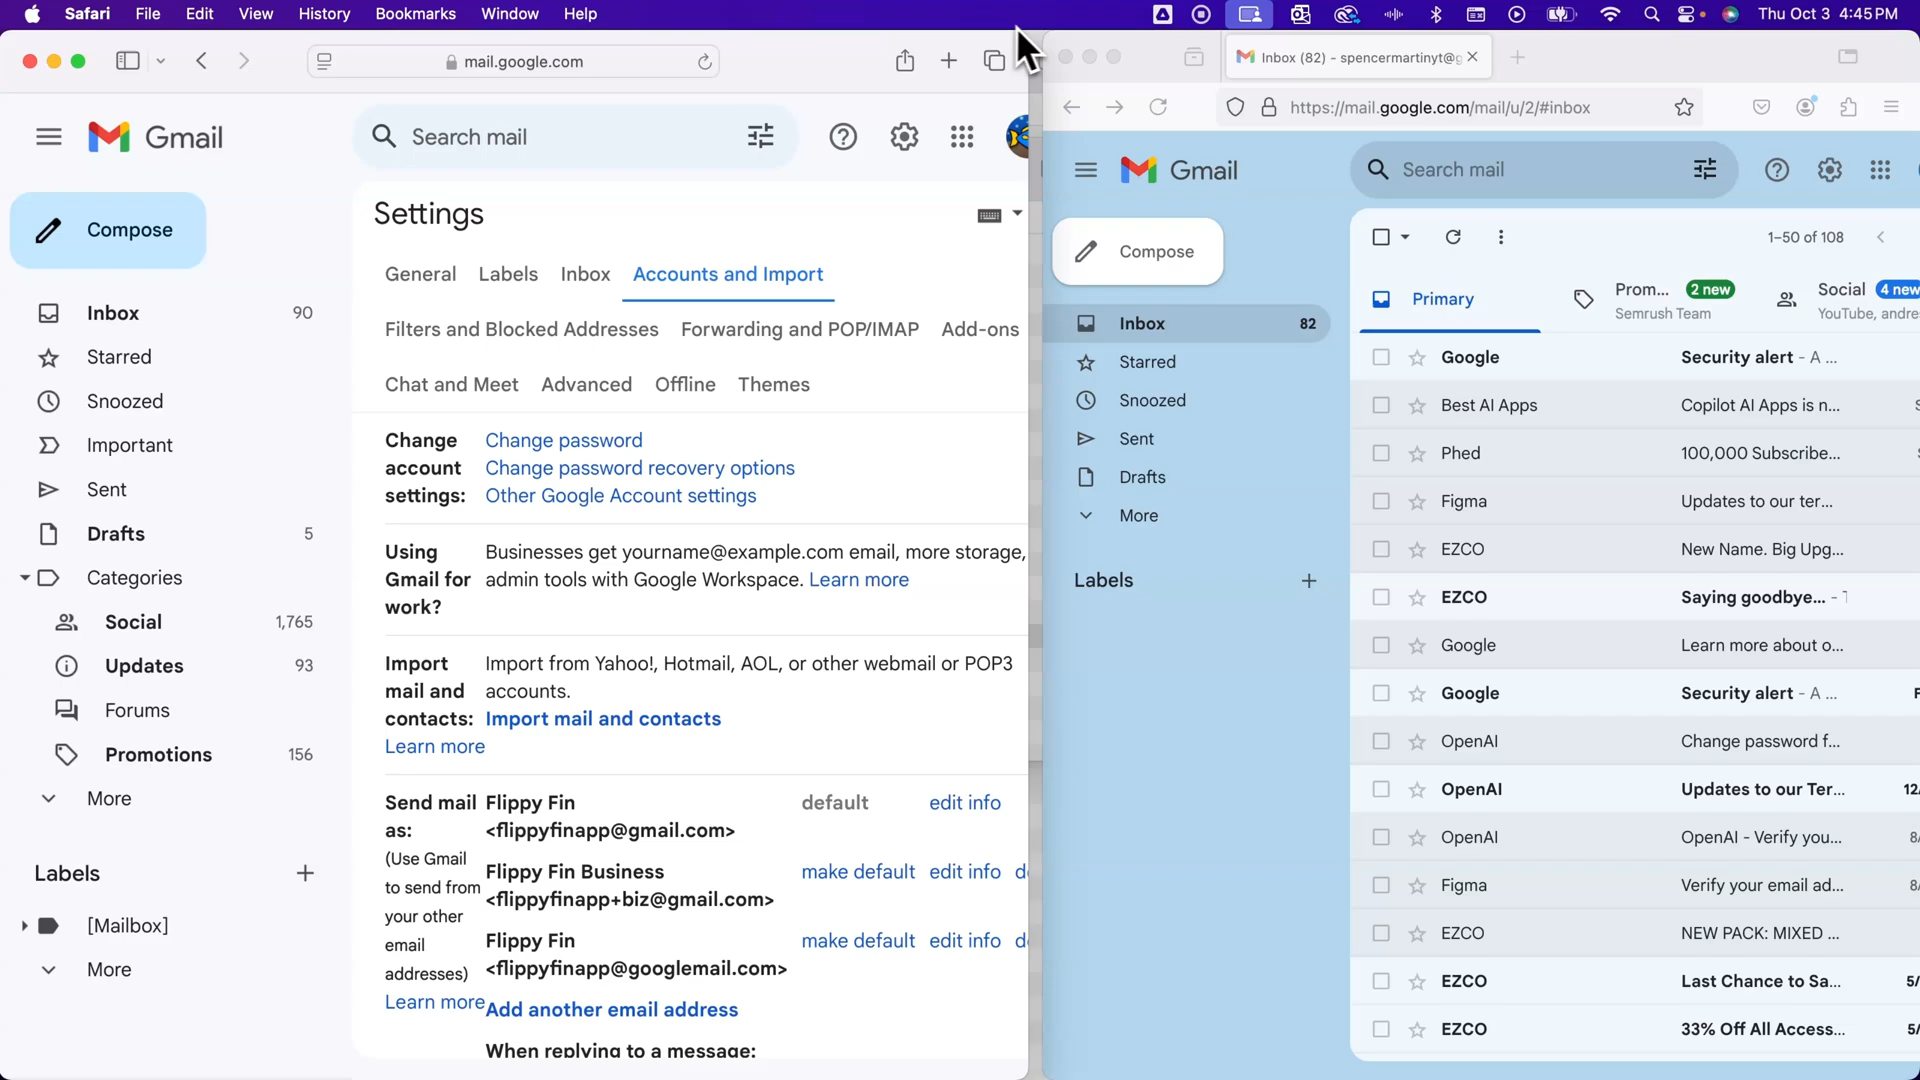 Safari File Edit View History Bookmarks Window Help
Thu Oct 3 4:45 PM
mail.google.com
Gmail
Search mail
Compose
Inbox 90
Starred
Snoozed
Important
Sent
Drafts 5
Categories
Social 1,765
Updates 93
Forums
Promotions 156
More
Labels
[Mailbox]
More
Settings
General Labels Inbox Accounts and Import
Filters and Blocked Addresses Forwarding and POP/IMAP Add-ons
Chat and Meet Advanced Offline Themes
Change account settings:
Change password
Change password recovery options
Other Google Account settings
Using Gmail for work?
Businesses get yourname@example.com email, more storage,
admin tools with Google Workspace. Learn more
Import mail and contacts:
Learn more
Import from Yahoo!, Hotmail, AOL, or other webmail or POP3
accounts.
Import mail and contacts
Send mail as:
(Use Gmail
to send from
your other
email
addresses)
Learn more
Flippy Fin
<flippyfinapp@gmail.com>
default edit info
Flippy Fin Business
<flippyfinapp+biz@gmail.com>
make default edit info
Flippy Fin
<flippyfinapp@googlemail.com>
make default edit info
Add another email address
When replying to a message:
Inbox (82) - spencermartinyt@g
https://mail.google.com/mail/u/2/#inbox
Gmail
Search mail
Compose
Inbox 82
Starred
Snoozed
Sent
Drafts
More
Labels
1–50 of 108
Primary
Prom... 2 new
Semrush Team
Social 4 new
YouTube, andre
Google Security alert - A ...
Best AI Apps Copilot AI Apps is n...
Phed 100,000 Subscribe...
Figma Updates to our ter...
EZCO New Name. Big Upg...
EZCO Saying goodbye... -
Google Learn more about o...
Google Security alert - A ...
OpenAI Change password f...
OpenAI Updates to our Ter... 12/
OpenAI OpenAI - Verify you... 8/
Figma Verify your email ad... 8/
EZCO NEW PACK: MIXED ...
EZCO Last Chance to Sa... 5/
EZCO 33% Off All Access... 5/